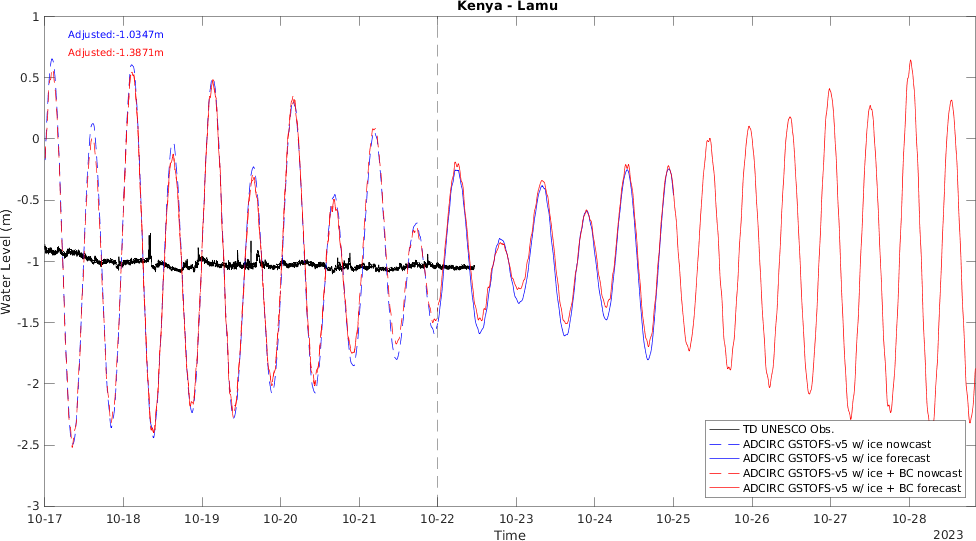 Kenya - Lamu
Adjusted:-1.0347m
Adjusted:-1.3871m
Water Level (m)
1
0.5
0
-0.5
-1
-1.5
-2
-2.5
-3
TD UNESCO Obs.
ADCIRC GSTOFS-v5 w/ ice nowcast
ADCIRC GSTOFS-v5 w/ ice forecast
ADCIRC GSTOFS-v5 w/ ice + BC nowcast
ADCIRC GSTOFS-v5 w/ ice + BC forecast
10-17 10-18 10-19 10-20 10-21 10-22 10-23 10-24 10-25 10-26 10-27 10-28
Time
2023